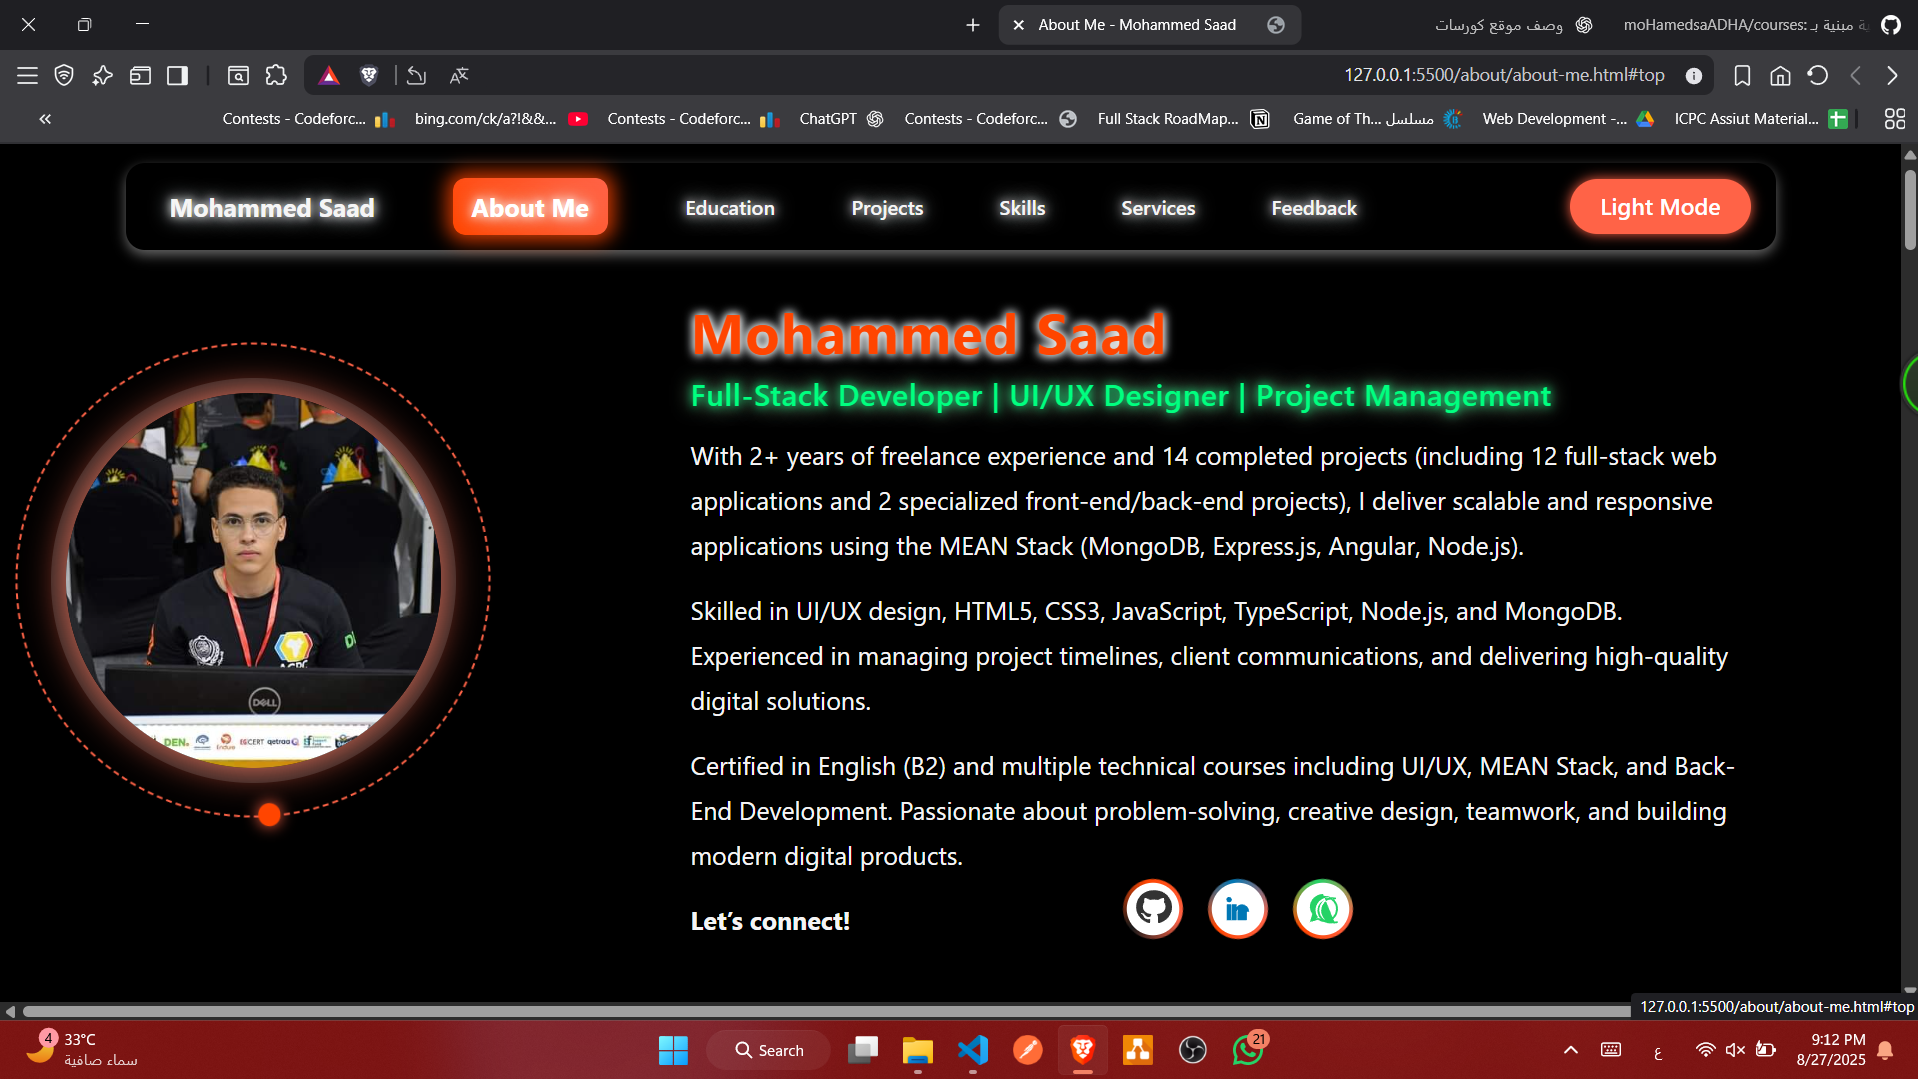 About Me - Mohammed Saad
وصف موقع كورسات
moHamedsaADHA/courses: ية مبنية بـ
127.0.0.1:5500/about/about-me.html#top
Contests - Codeforc...
bing.com/ck/a?!&&...
Contests - Codeforc...
ChatGPT
Contests - Codeforc...
Full Stack RoadMap...
Game of Th... مسلسل
Web Development -...
ICPC Assiut Material...
Mohammed Saad
About Me
Education
Projects
Skills
Services
Feedback
Light Mode
Mohammed Saad
Full-Stack Developer | UI/UX Designer | Project Management
With 2+ years of freelance experience and 14 completed projects (including 12 full-stack web
applications and 2 specialized front-end/back-end projects), I deliver scalable and responsive
applications using the MEAN Stack (MongoDB, Express.js, Angular, Node.js).
Skilled in UI/UX design, HTML5, CSS3, JavaScript, TypeScript, Node.js, and MongoDB.
Experienced in managing project timelines, client communications, and delivering high-quality
digital solutions.
Certified in English (B2) and multiple technical courses including UI/UX, MEAN Stack, and Back-
End Development. Passionate about problem-solving, creative design, teamwork, and building
modern digital products.
Let’s connect!
in
DELL
DEN.
EG|CERT
qetraa
127.0.0.1:5500/about/about-me.html#top
4
33°C
سماء صافية
Search
21
ع
9:12 PM
8/27/2025